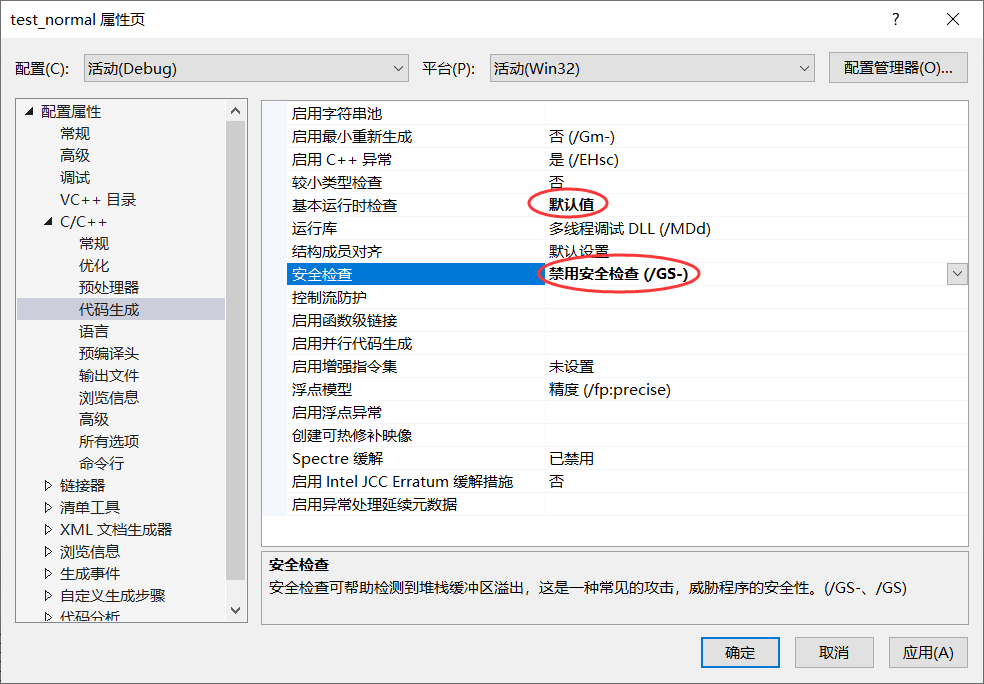 test_normal 属性页
?
配置(C): 活动(Debug) 平台(P): 活动(Win32) 配置管理器(O)...
配置属性
常规
高级
调试
VC++ 目录
C/C++
常规
优化
预处理器
代码生成
语言
预编译头
输出文件
浏览信息
高级
所有选项
命令行
链接器
清单工具
XML 文档生成器
浏览信息
生成事件
自定义生成步骤
代码分析
启用字符串池
启用最小重新生成 否 (/Gm-)
启用 C++ 异常 是 (/EHsc)
较小类型检查 否
基本运行时检查 默认值
运行库 多线程调试 DLL (/MDd)
结构成员对齐 默认设置
安全检查 禁用安全检查 (/GS-)
控制流防护
启用函数级链接
启用并行代码生成
启用增强指令集 未设置
浮点模型 精度 (/fp:precise)
启用浮点异常
创建可热修补映像
Spectre 缓解 已禁用
启用 Intel JCC Erratum 缓解措施 否
启用异常处理延续元数据
安全检查
安全检查可帮助检测到堆栈缓冲区溢出，这是一种常见的攻击，威胁程序的安全性。(/GS-、/GS)
确定 取消 应用(A)